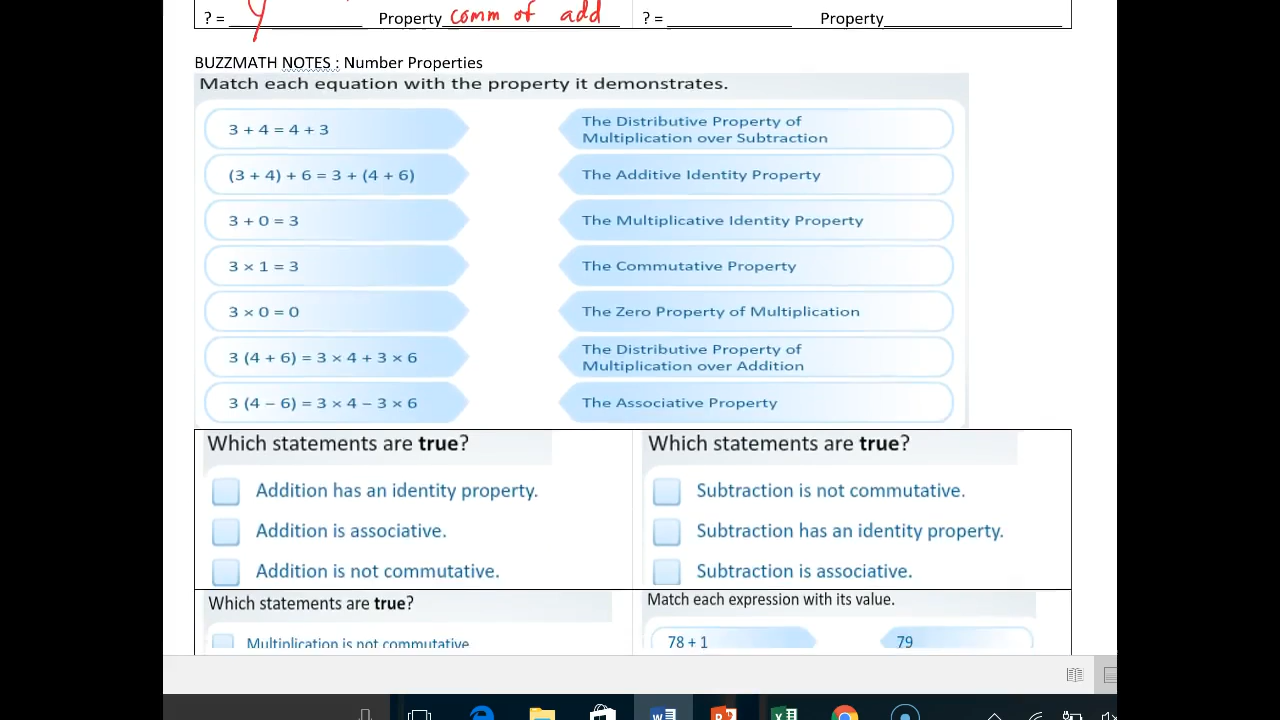 ? = y Property comm of add ? = Property
BUZZMATH NOTES : Number Properties
Match each equation with the property it demonstrates.
3 + 4 = 4 + 3
The Distributive Property of
Multiplication over Subtraction
(3 + 4) + 6 = 3 + (4 + 6)
The Additive Identity Property
3 + 0 = 3
The Multiplicative Identity Property
3 × 1 = 3
The Commutative Property
3 × 0 = 0
The Zero Property of Multiplication
3 (4 + 6) = 3 × 4 + 3 × 6
The Distributive Property of
Multiplication over Addition
3 (4 − 6) = 3 × 4 − 3 × 6
The Associative Property
Which statements are true?
Addition has an identity property.
Addition is associative.
Addition is not commutative.
Which statements are true?
Subtraction is not commutative.
Subtraction has an identity property.
Subtraction is associative.
Which statements are true?
Multiplication is not commutative
Match each expression with its value.
78 + 1
79